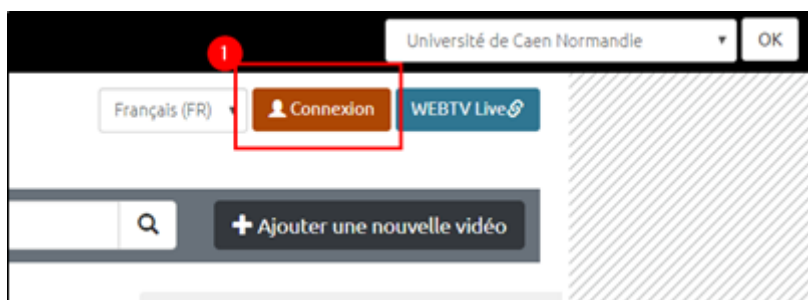 Université de Caen Normandie OK
1
Français (FR) Connexion WEBTV Live
Ajouter une nouvelle vidéo